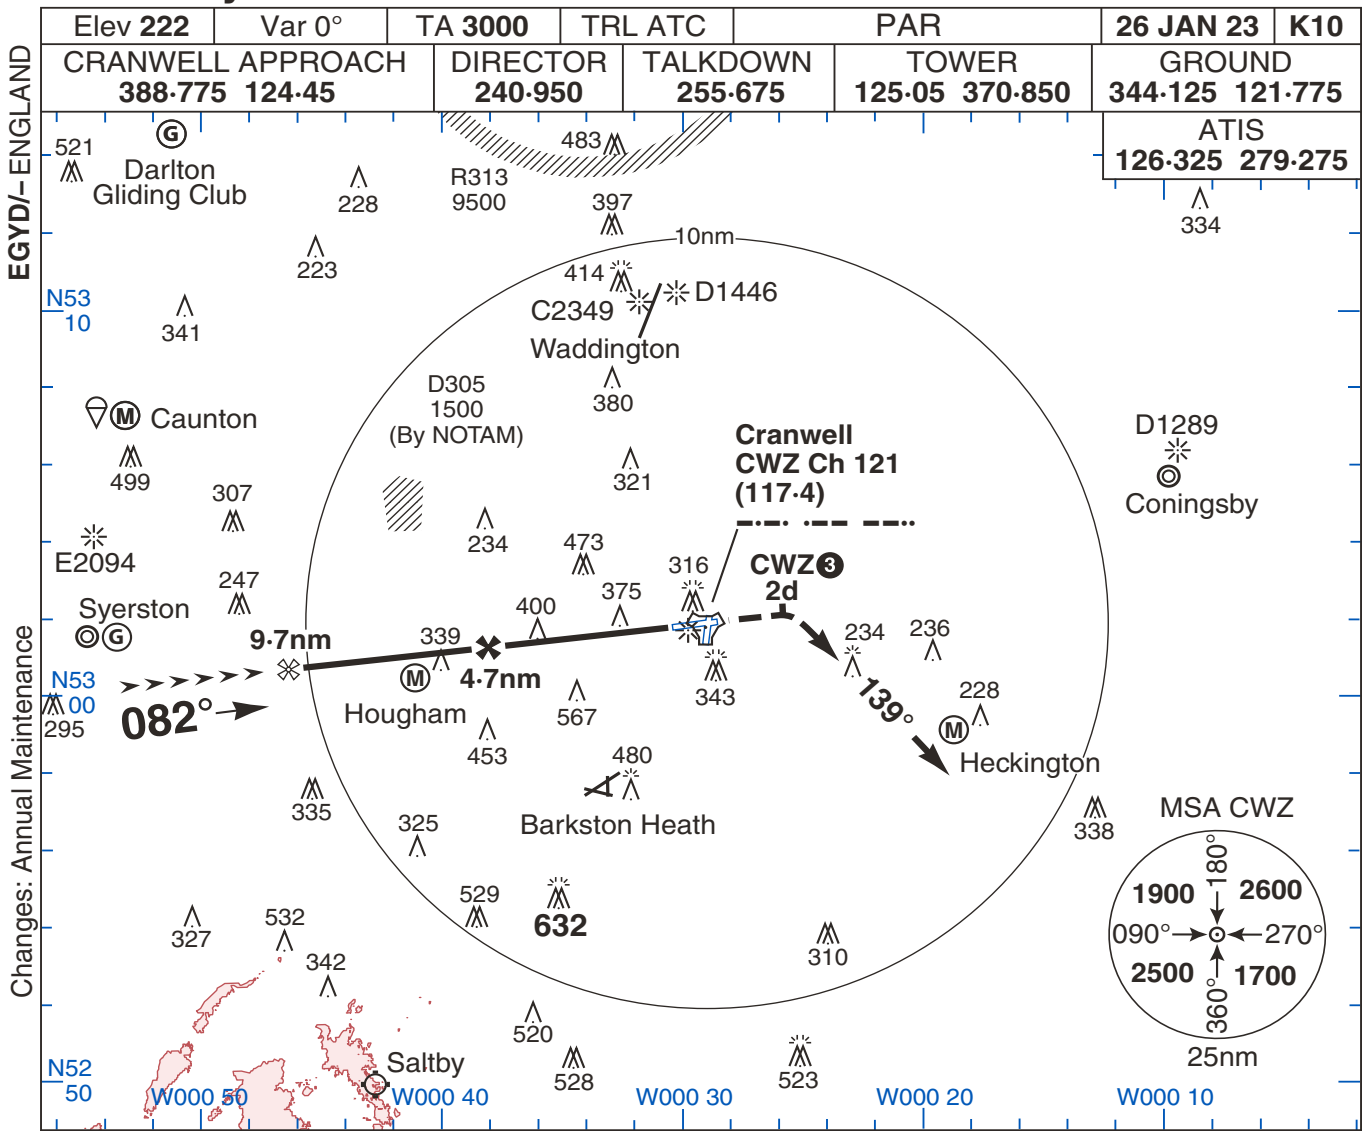 Elev 222
Var 0°
TA 3000
TRL ATC
PAR
26 JAN 23
K10
CRANWELL APPROACH
388·775 124·45
DIRECTOR
240·950
TALKDOWN
255·675
TOWER
125·05 370·850
GROUND
344·125 121·775
ATIS
126·325 279·275
EGYD/– ENGLAND
Changes: Annual Maintenance
521
G
Darlton
Gliding Club
228
223
341
R313
9500
483
397
10nm
414
C2349
D1446
Waddington
334
N53
10
D305
1500
(By NOTAM)
380
321
M Caunton
499
307
E2094
247
Syerston
G
234
473
375
400
316
Cranwell
CWZ Ch 121
(117·4)
CWZ 3
2d
D1289
Coningsby
9·7nm
339
4·7nm
M
Hougham
082°
N53
00
295
567
453
343
234
236
228
139°
M
Heckington
480
Barkston Heath
335
325
338
529
632
327
532
342
310
520
528
523
Saltby
MSA CWZ
180°
1900
2600
090°
270°
2500
1700
360°
25nm
N52
50
W000 50
W000 40
W000 30
W000 20
W000 10